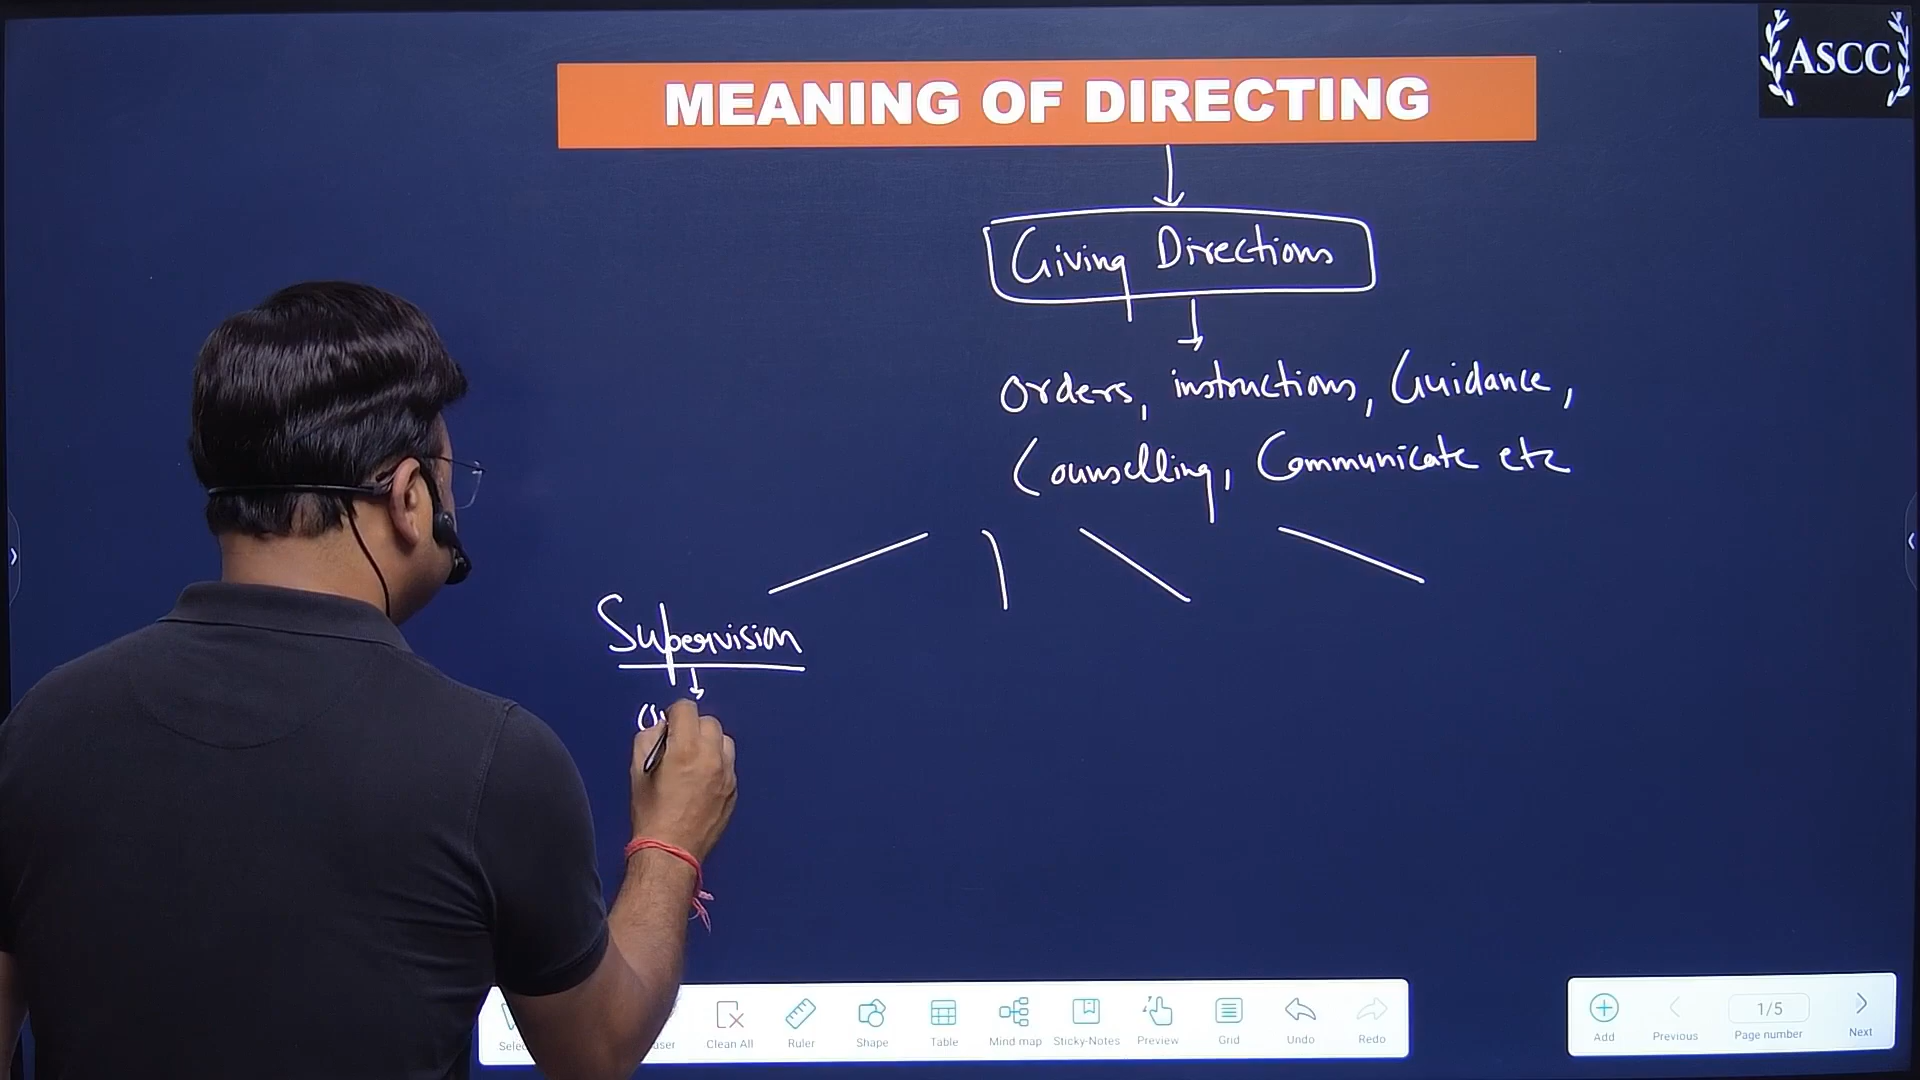 ASCC
MEANING OF DIRECTING
Giving Directions
orders, instructions, Guidance,
Counselling, Communicate etc
Supervision
Clean All
Ruler
Shape
Table
Mind map
Sticky-Notes
Preview
Grid
Undo
Redo
Add
Previous
1/5
Page number
Next